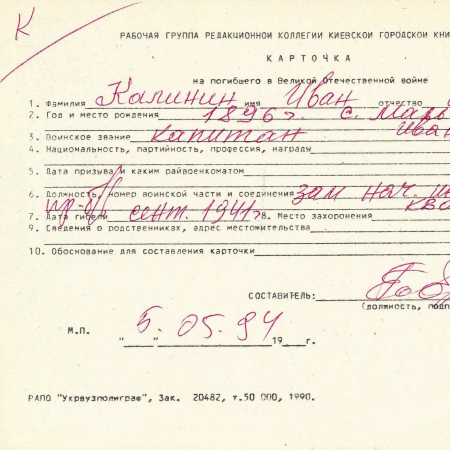 К
РАБОЧАЯ ГРУППА РЕДАКЦИОННОЙ КОЛЛЕГИИ КИЕВСКОЙ ГОРОДСКОЙ КНИ
КАРТОЧКА
на погибшего в Великой Отечественной войне
1. Фамилия Калинин имя Иван отчество
2. Год и место рождения 1896 г. с. Мар
3. Воинское звание капитан Ива
4. Национальность, партийность, профессия, награды
5. Дата призыва и каким райвоенкоматом
6. Должность, номер воинской части и соединения зам нач.
7. Дата гибели сент. 1941 г. 8. Место захоронения
9. Сведения о родственниках, адрес местожительства
10. Обоснование для составления карточки
СОСТАВИТЕЛЬ:
(должность, подп
М.П. 5.05.94
" " 19 г.
РАПО "Укрвузполиграф", Зак. 20482, т.50 000, 1990.